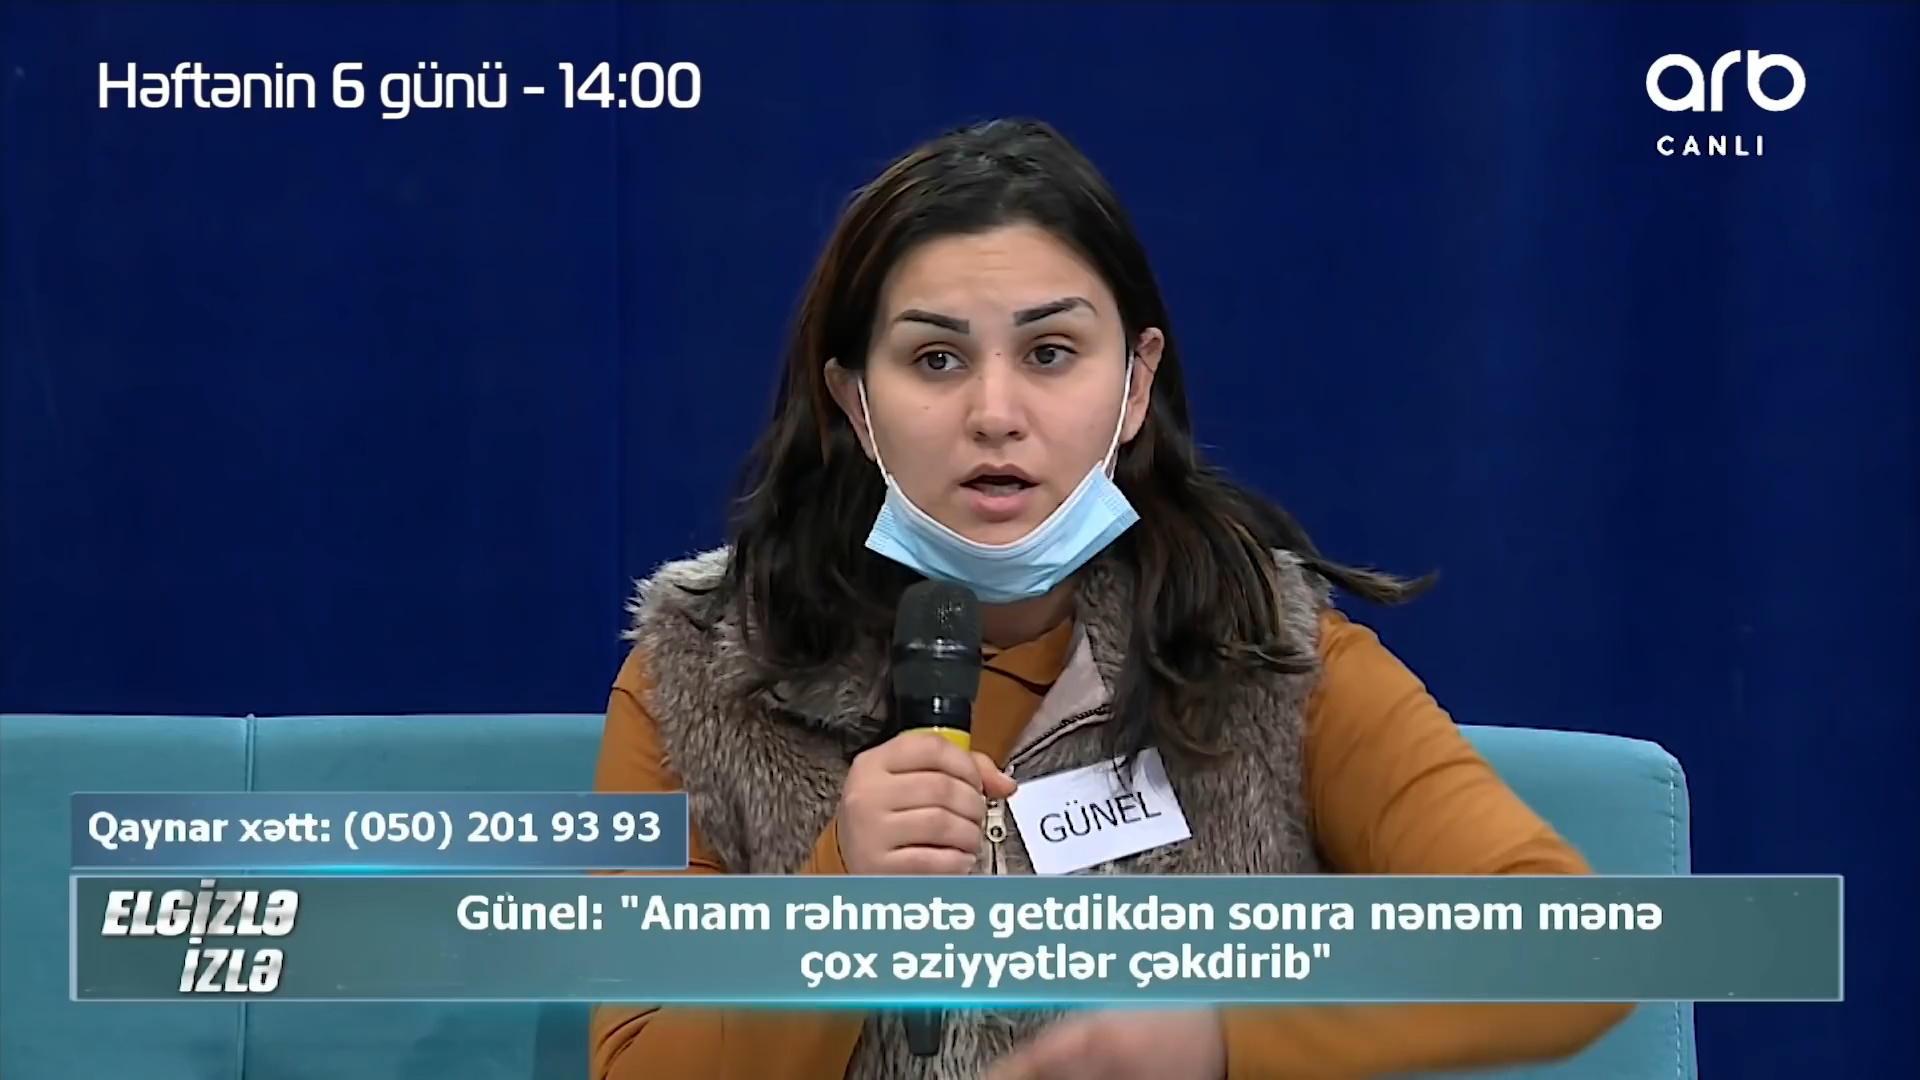 Həftənin 6 günü - 14:00
arb
CANLI
GÜNEL
Qaynar xətt: (050) 201 93 93
ELGİZLƏ
İZLƏ
Günel: "Anam rəhmətə getdikdən sonra nənəm mənə
çox əziyyətlər çəkdirib"